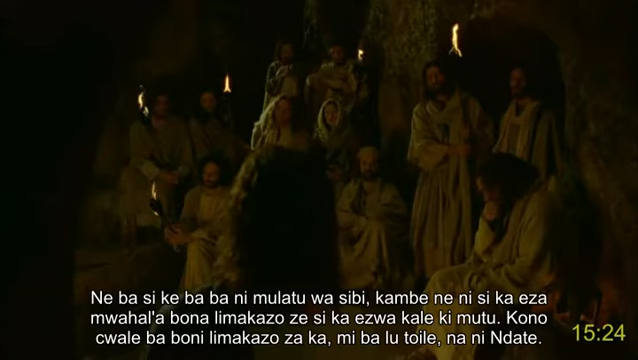 Ne ba si ke ba ba ni mulatu wa sibi, kambe ne ni si ka eza
mwahal'a bona limakazo ze si ka ezwa kale ki mutu. Kono
cwale ba boni limakazo za ka, mi ba lu toile, na ni Ndate.
15:24